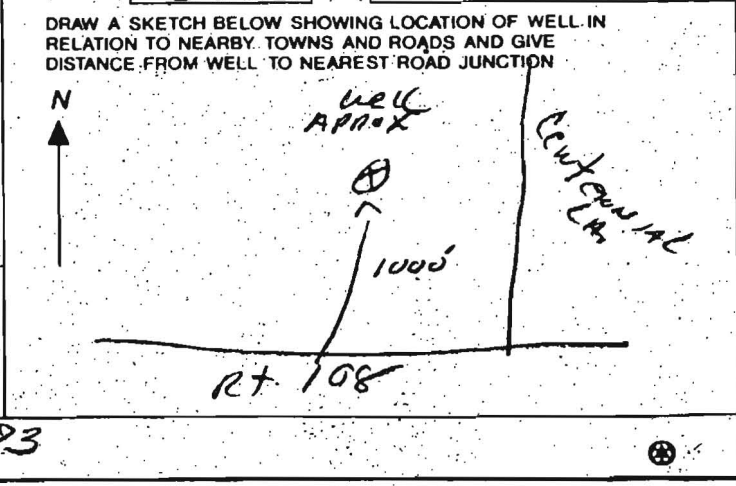 DRAW A SKETCH BELOW SHOWING LOCATION OF WELL IN
RELATION TO NEARBY TOWNS AND ROADS AND GIVE
DISTANCE FROM WELL TO NEAREST ROAD JUNCTION
N
well
APPROX
Centennial
Ln
1000'
Rt. 108